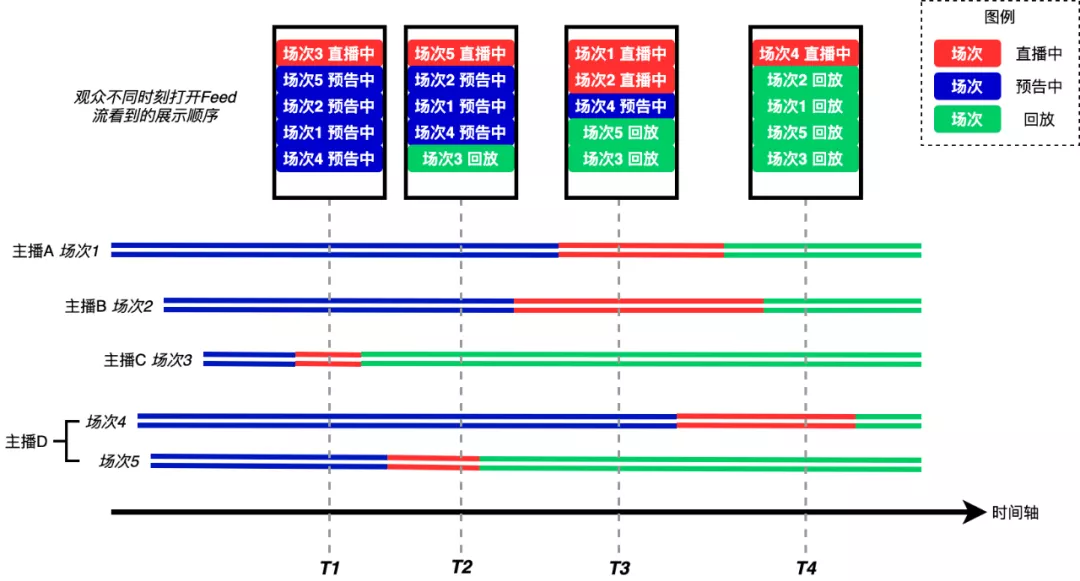 图例
场次 直播中
场次 预告中
场次 回放
观众不同时刻打开Feed
流看到的展示顺序
场次3 直播中
场次5 预告中
场次2 预告中
场次1 预告中
场次4 预告中
场次5 直播中
场次2 预告中
场次1 预告中
场次4 预告中
场次3 回放
场次1 直播中
场次2 直播中
场次4 预告中
场次5 回放
场次3 回放
场次4 直播中
场次2 回放
场次1 回放
场次5 回放
场次3 回放
主播A 场次1
主播B 场次2
主播C 场次3
主播D
场次4
场次5
时间轴
T1
T2
T3
T4